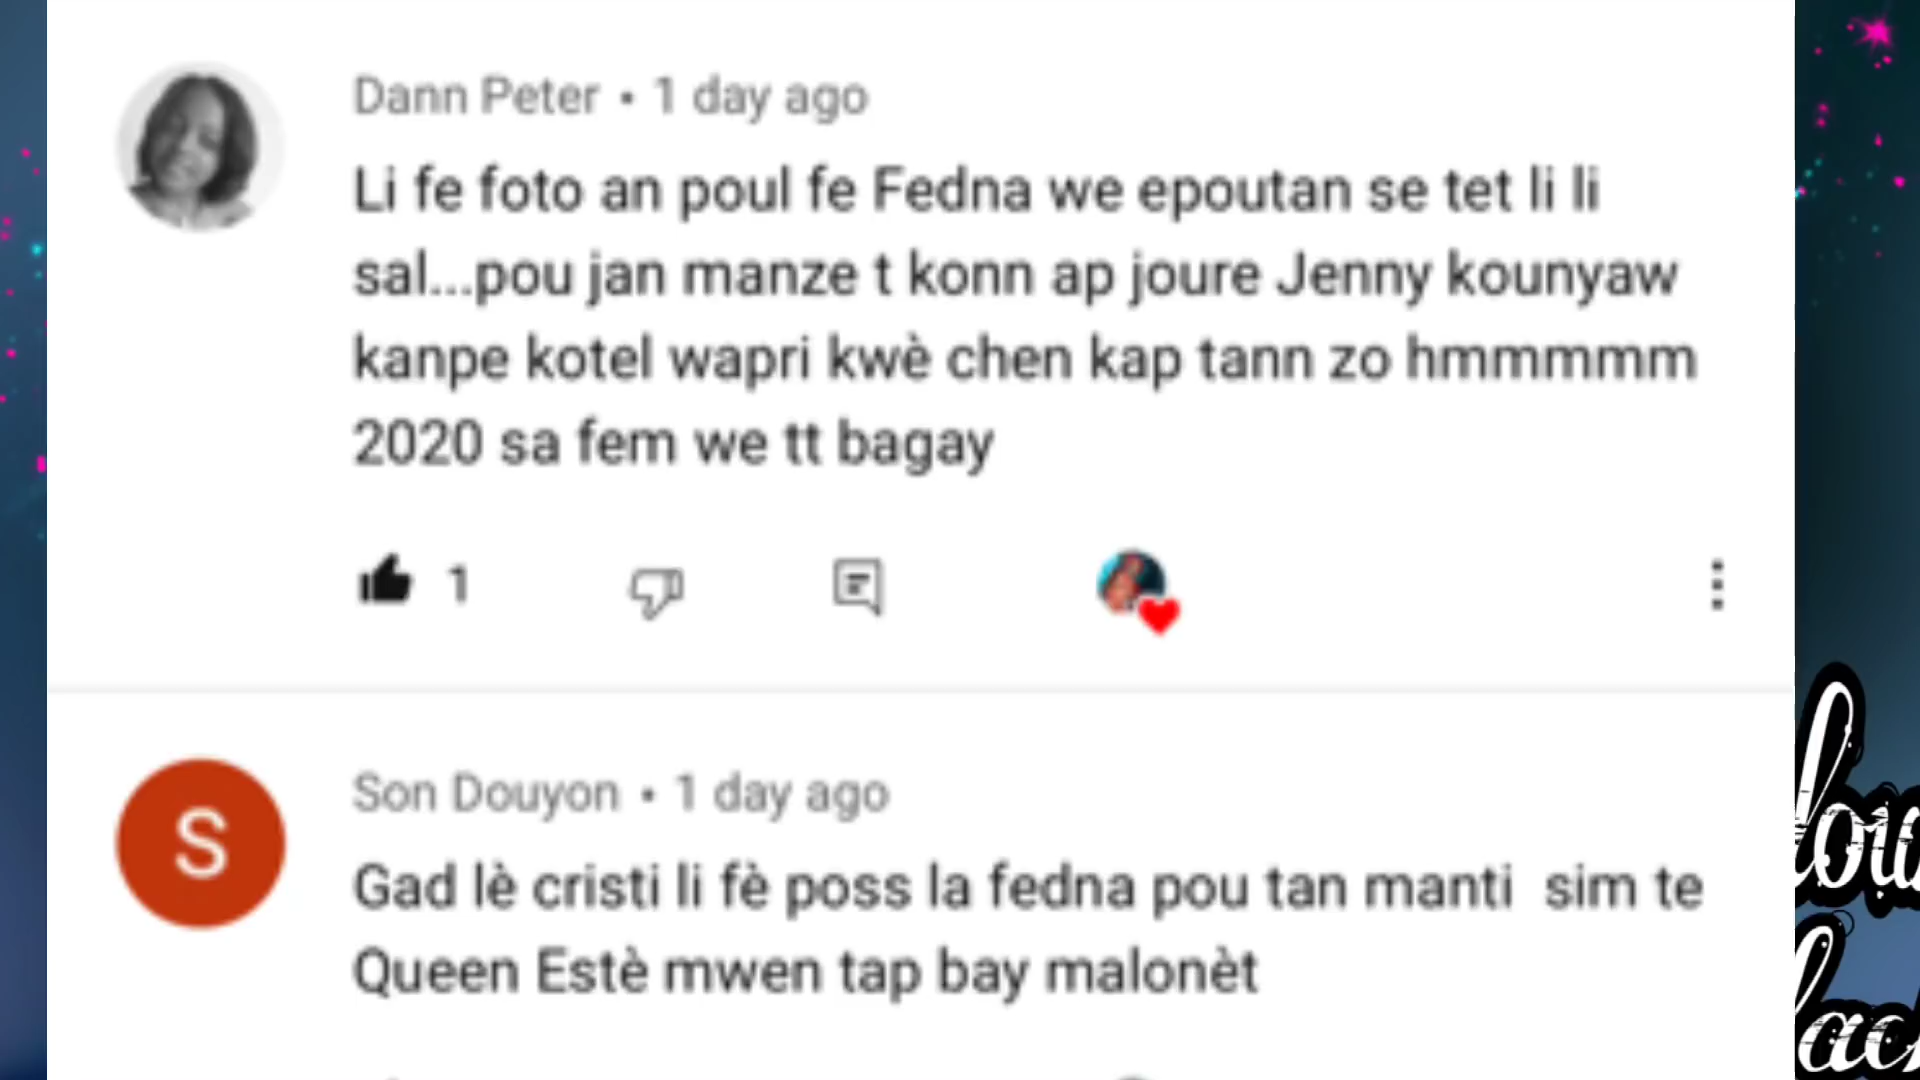 Dann Peter • 1 day ago
Li fe foto an poul fe Fedna we epoutan se tet li li
sal...pou jan manze t konn ap joure Jenny kounyaw
kanpe kotel wapri kwè chen kap tann zo hmmmmm
2020 sa fem we tt bagay
1
S
Son Douyon • 1 day ago
Gad lè cristi li fè poss la fedna pou tan manti sim te
Queen Estè mwen tap bay malonèt